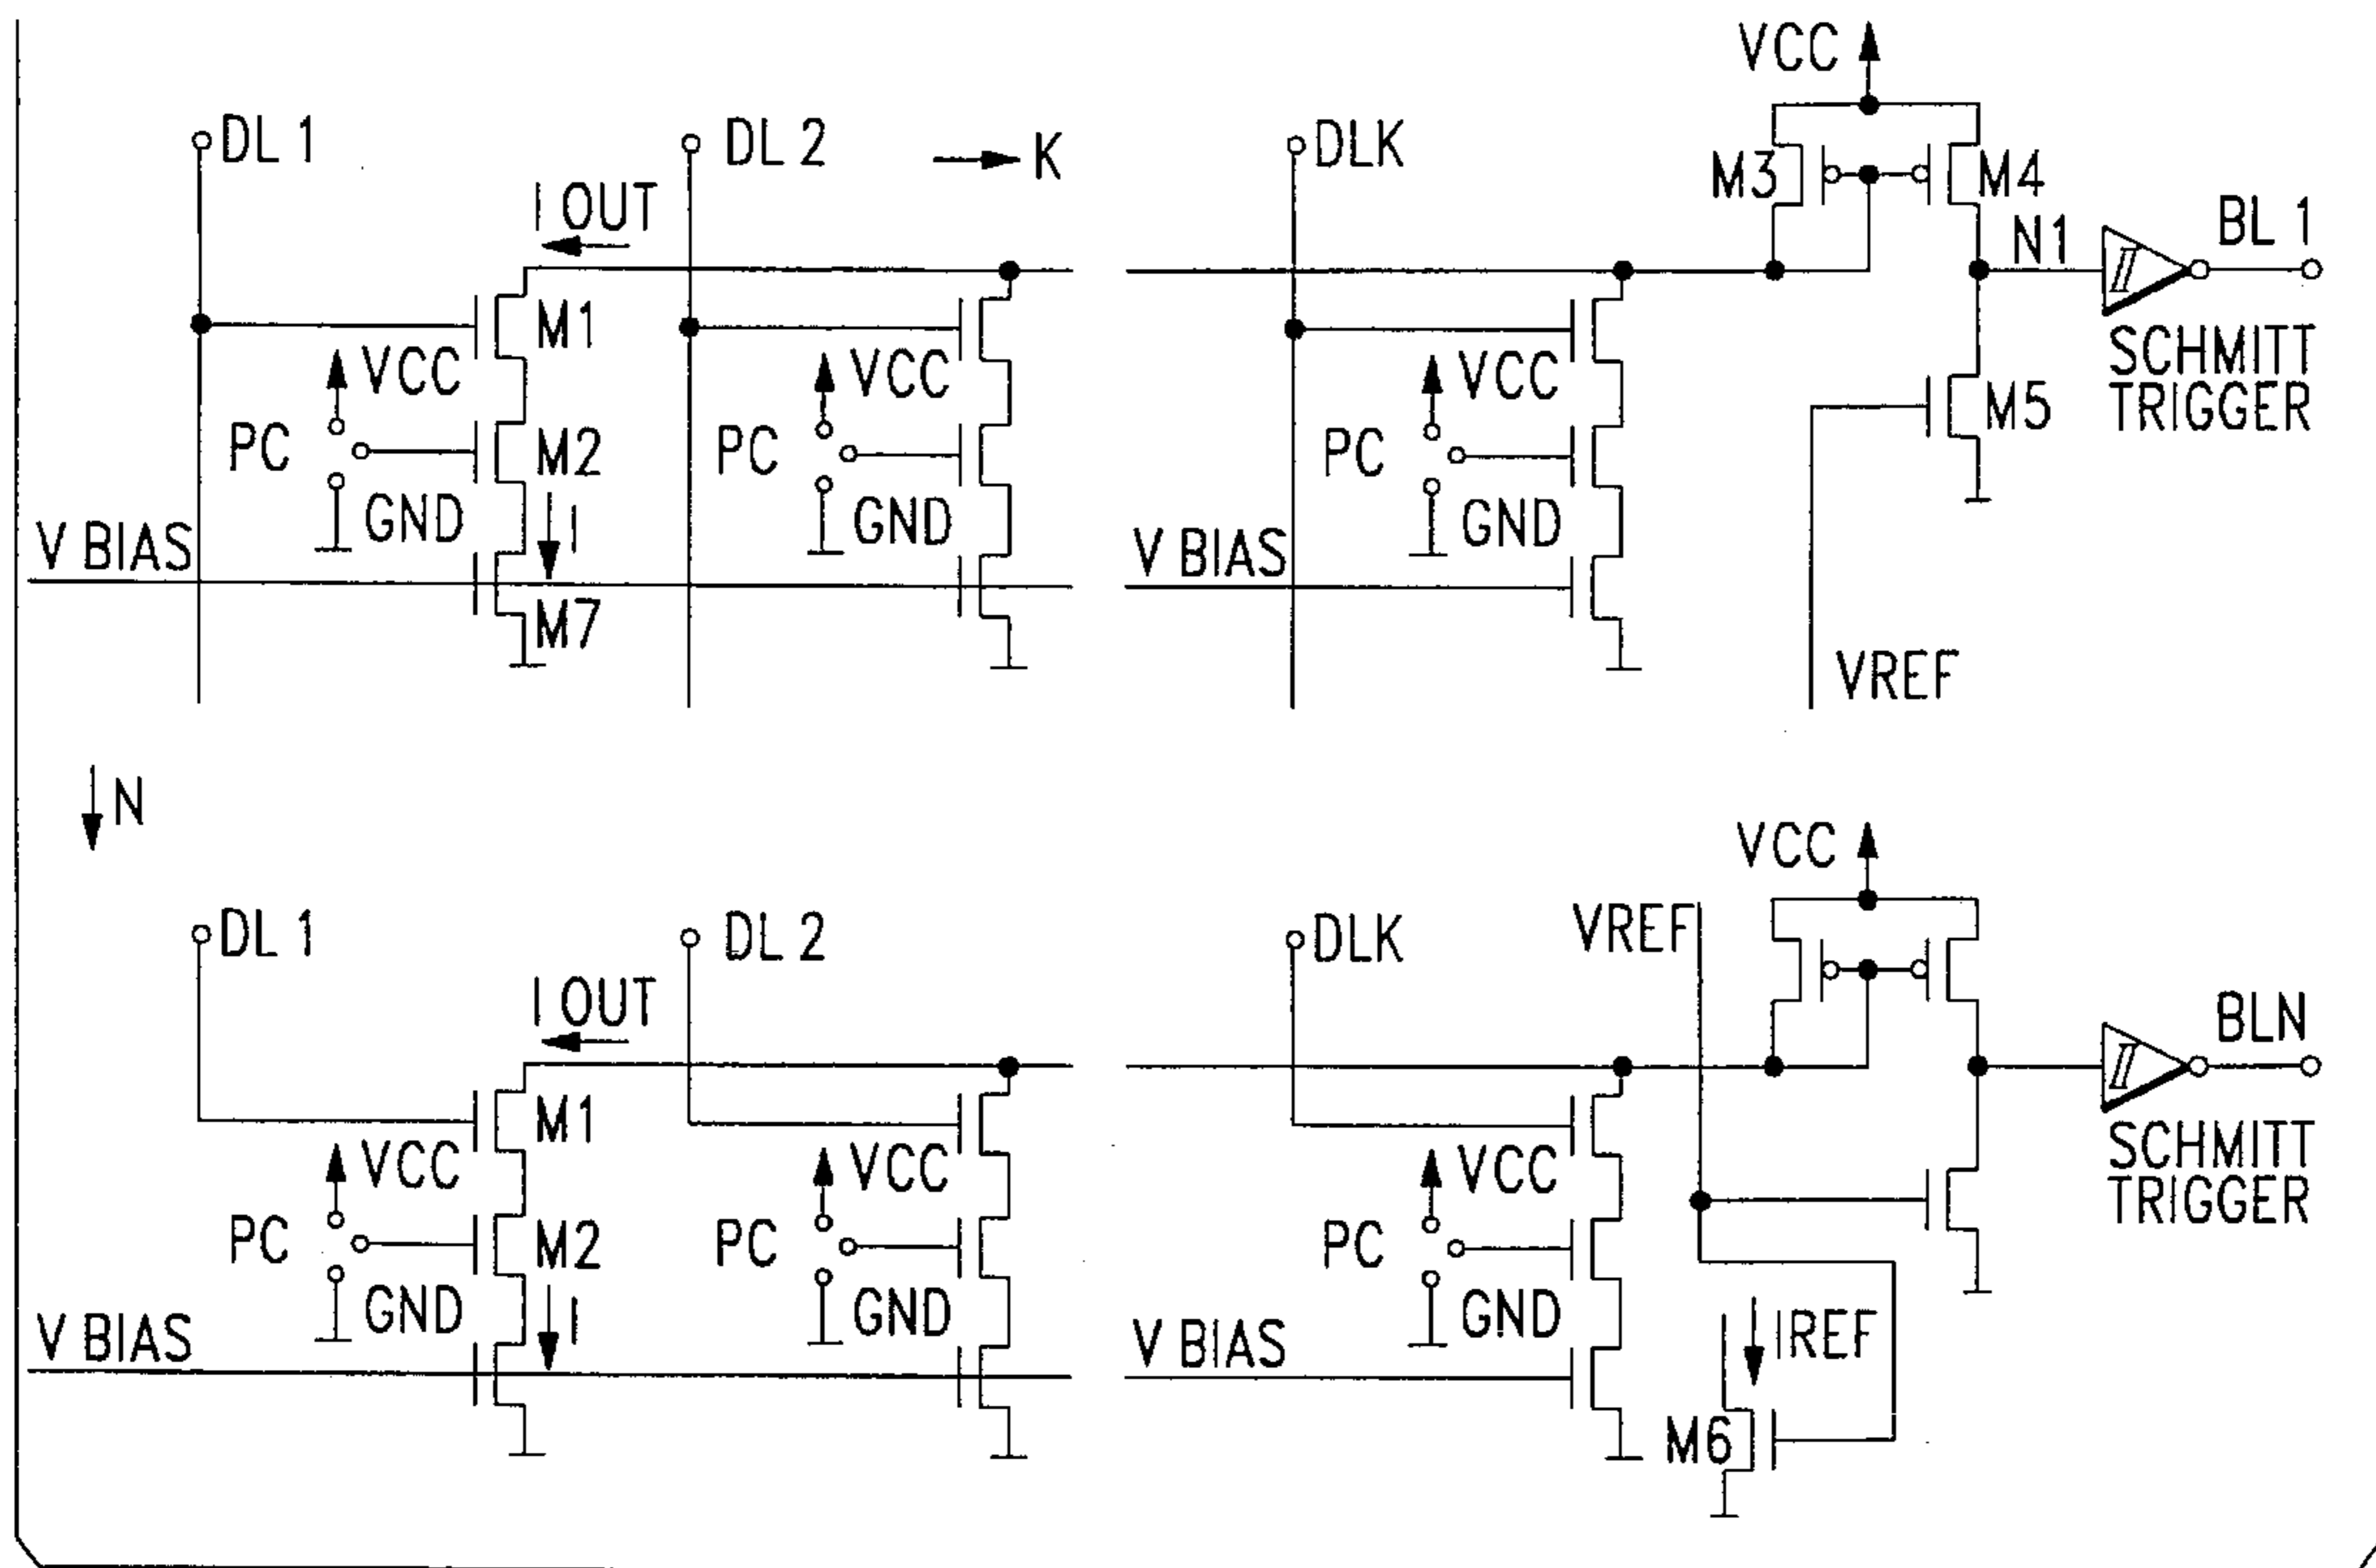 VCC
DL 1
DL 2
K
DLK
M3
M4
I OUT
N1
BL 1
M1
VCC
VCC
VCC
SCHMITT
TRIGGER
PC
M2
PC
PC
M5
GND
GND
GND
V BIAS
I
V BIAS
M7
VREF
N
VCC
DL 1
DL 2
DLK
VREF
I OUT
BLN
M1
VCC
VCC
VCC
SCHMITT
TRIGGER
PC
M2
PC
PC
GND
GND
GND
V BIAS
I
V BIAS
IREF
M6